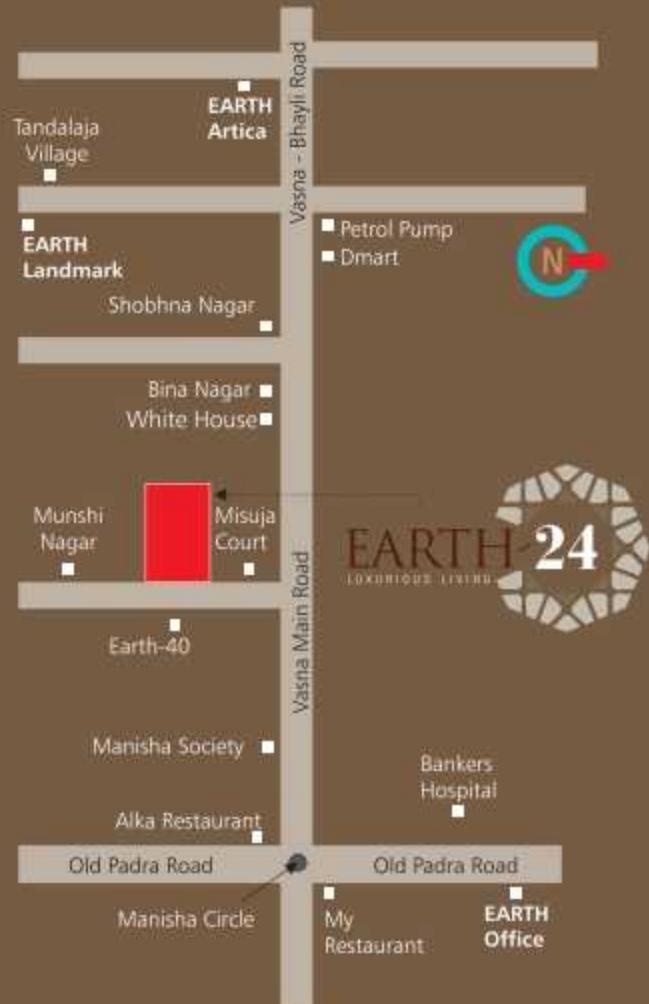 Vasna - Bhayli Road
EARTH
Artica
Tandalaja
Village
EARTH
Landmark
Petrol Pump
Dmart
N
Shobhna Nagar
Bina Nagar
White House
Munshi
Nagar
Misuja
Court
EARTH 24
LUXURIOUS LIVING
Vasna Main Road
Earth-40
Manisha Society
Bankers
Hospital
Alka Restaurant
Old Padra Road
Old Padra Road
Manisha Circle
My
Restaurant
EARTH
Office